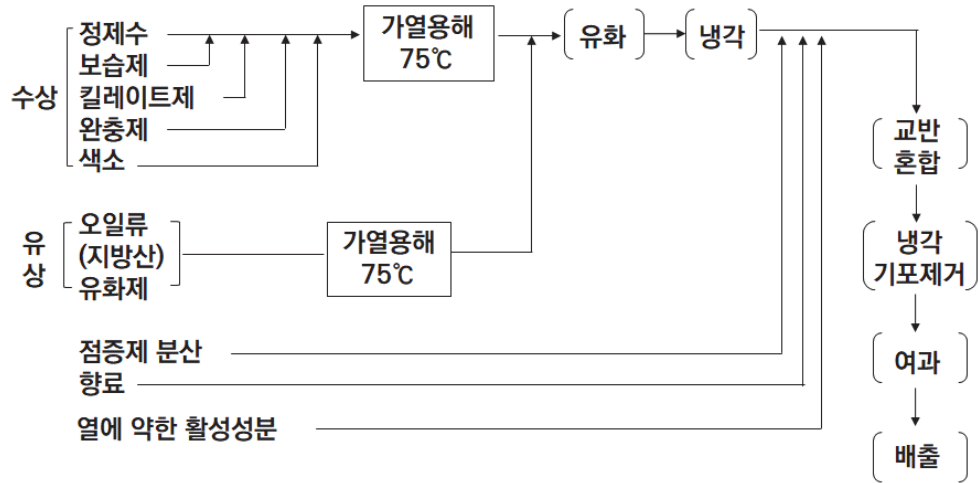 수상
정제수
보습제
킬레이트제
완충제
색소
가열용해
75℃
유화
냉각
교반
혼합
유
상
오일류
(지방산)
유화제
가열용해
75℃
냉각
기포제거
점증제 분산
향료
열에 약한 활성성분
여과
배출